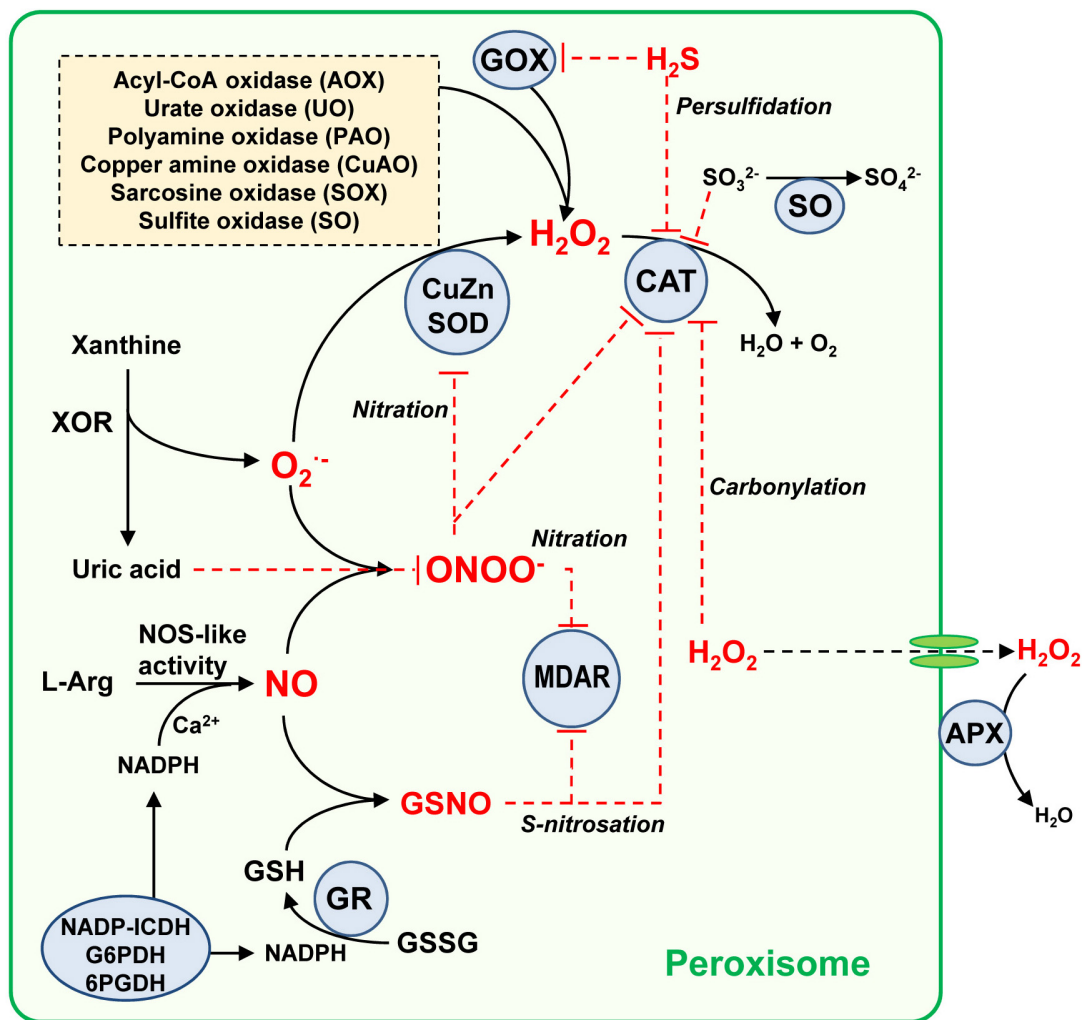 GOX
H₂S
Acyl-CoA oxidase (AOX)
Urate oxidase (UO)
Polyamine oxidase (PAO)
Copper amine oxidase (CuAO)
Sarcosine oxidase (SOX)
Sulfite oxidase (SO)
Persulfidation
SO₃²⁻
SO₄²⁻
SO
H₂O₂
CuZn
SOD
CAT
H₂O + O₂
Xanthine
XOR
Nitration
O₂·⁻
Carbonylation
Uric acid
ONOO⁻
Nitration
NOS-like
activity
L-Arg
NO
Ca²⁺
NADPH
MDAR
H₂O₂
H₂O₂
APX
H₂O
GSNO
S-nitrosation
GSH
GR
GSSG
NADPH
NADP-ICDH
G6PDH
6PGDH
Peroxisome